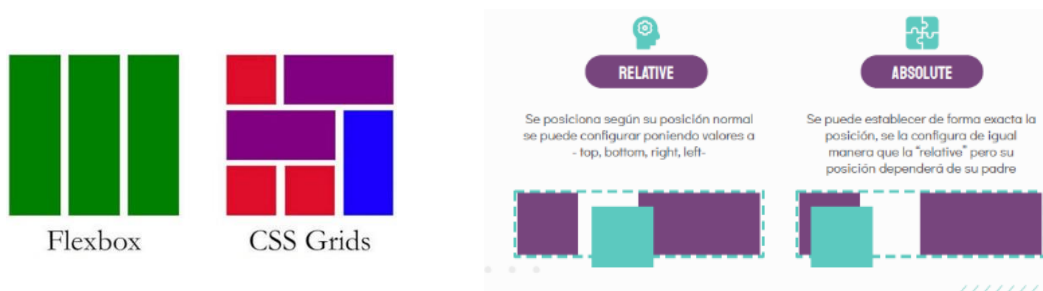 Flexbox
CSS Grids
RELATIVE
Se posiciona según su posición normal
se puede configurar poniendo valores a
- top, bottom, right, left-
ABSOLUTE
Se puede establecer de forma exacta la
posición, se la configura de igual
manera que la "relative" pero su
posición dependerá de su padre